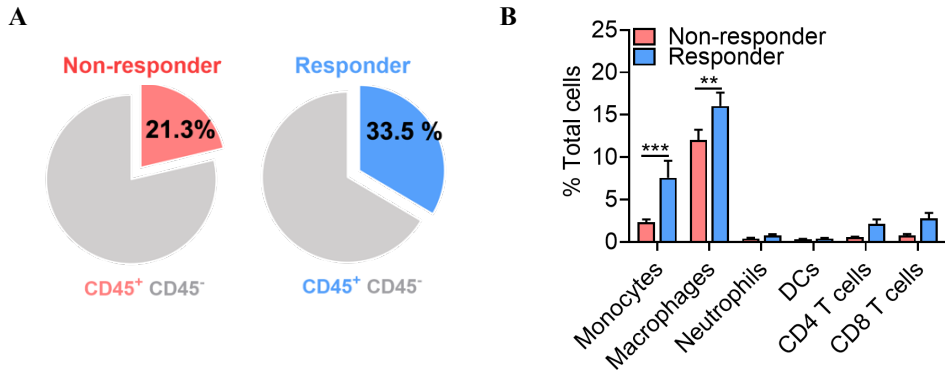 A
Non-responder
Responder
21.3%
33.5 %
CD45⁺ CD45⁻
CD45⁺ CD45⁻
B
% Total cells
25
20
15
10
5
0
Non-responder
Responder
***
**
Monocytes
Macrophages
Neutrophils
DCs
CD4 T cells
CD8 T cells